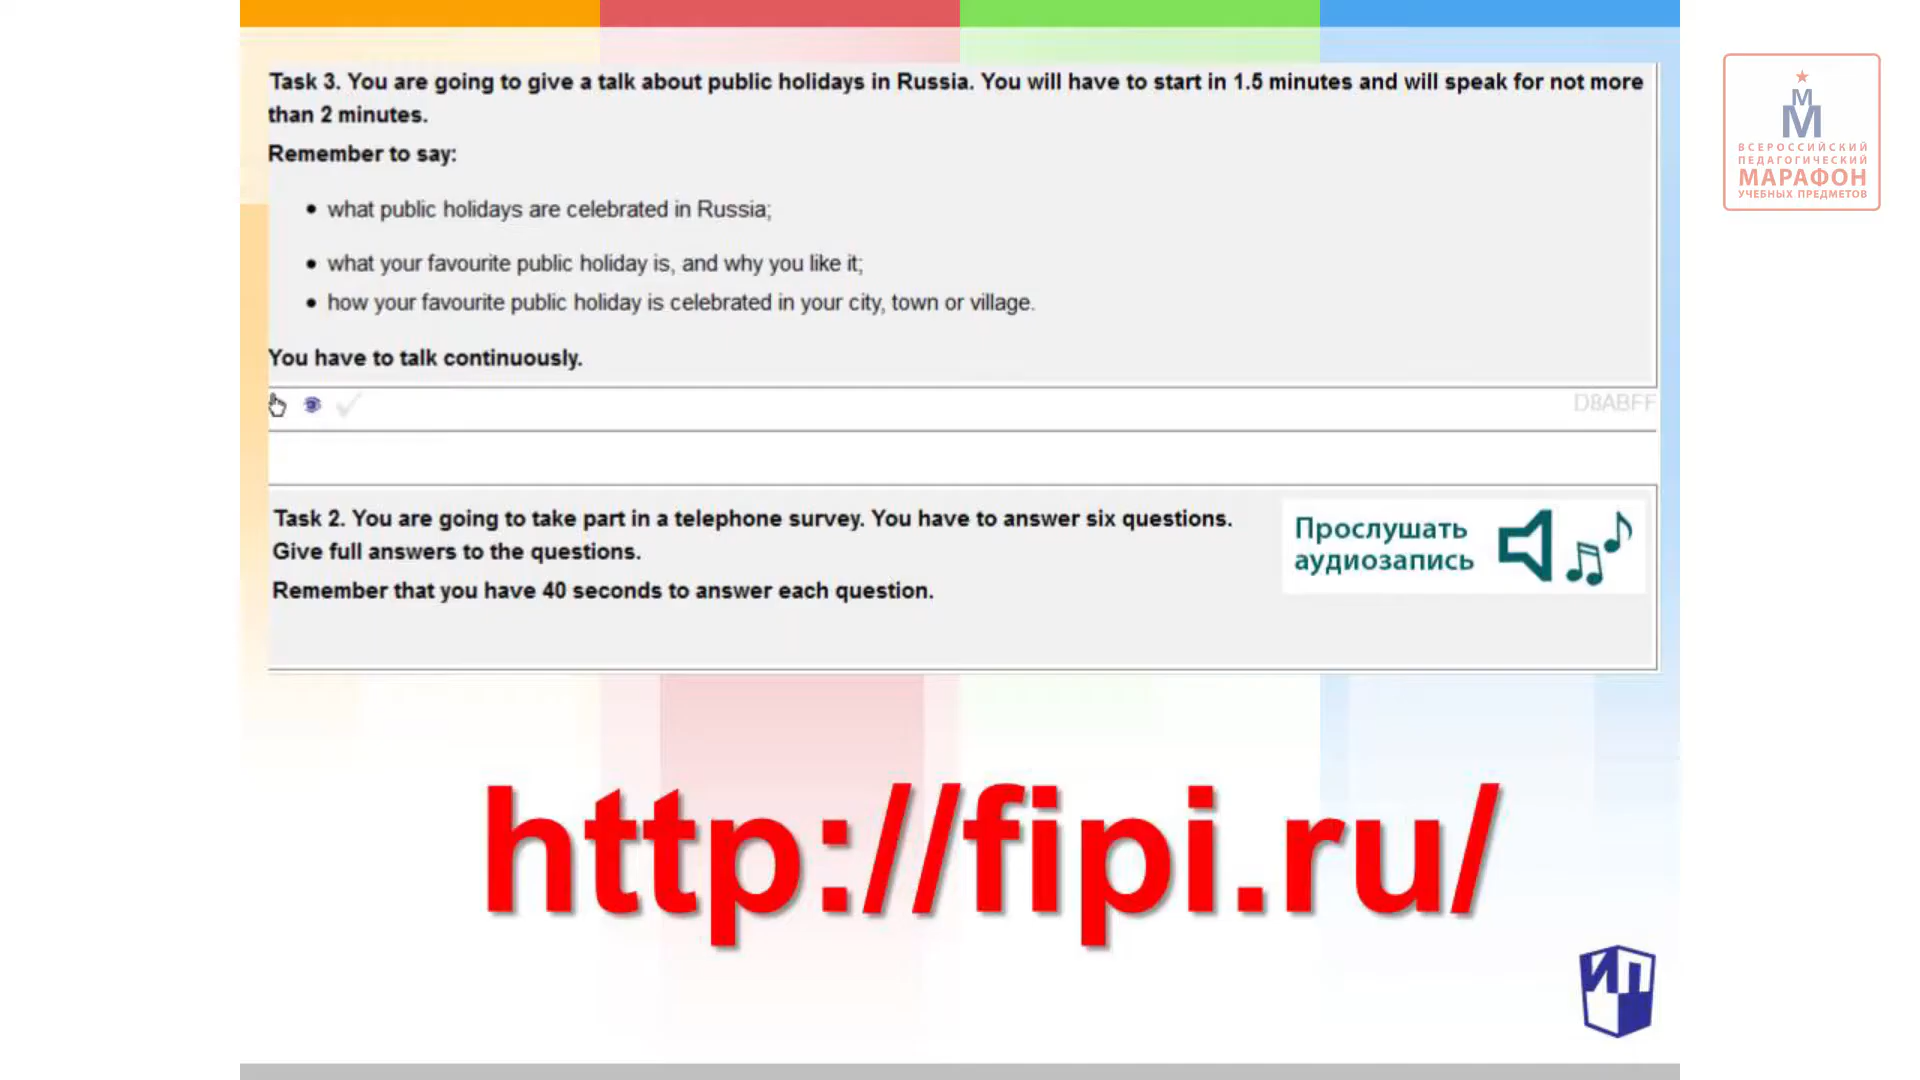 Task 3. You are going to give a talk about public holidays in Russia. You will have to start in 1.5 minutes and will speak for not more
than 2 minutes.
Remember to say:
• what public holidays are celebrated in Russia;
• what your favourite public holiday is, and why you like it;
• how your favourite public holiday is celebrated in your city, town or village.
You have to talk continuously.
D8ABFF
Task 2. You are going to take part in a telephone survey. You have to answer six questions.
Give full answers to the questions.
Remember that you have 40 seconds to answer each question.
Прослушать
аудиозапись
http://fipi.ru/
ИП
М
М
ВСЕРОССИЙСКИЙ
ПЕДАГОГИЧЕСКИЙ
МАРАФОН
УЧЕБНЫХ ПРЕДМЕТОВ